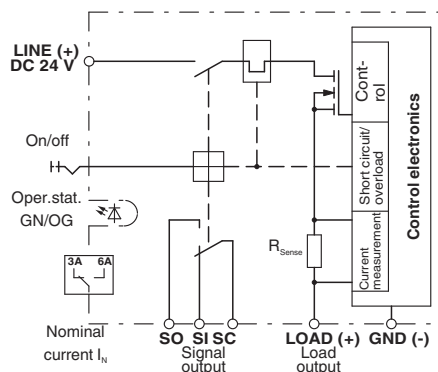 LINE (+)
DC 24 V
On/off
Oper.stat.
GN/OG
3A 6A
Nominal
current IN
SO SI SC
Signal
output
RSense
LOAD (+)
Load
output
GND (-)
Cont-
rol
Short circuit/
overload
Current
measurement
Control electronics